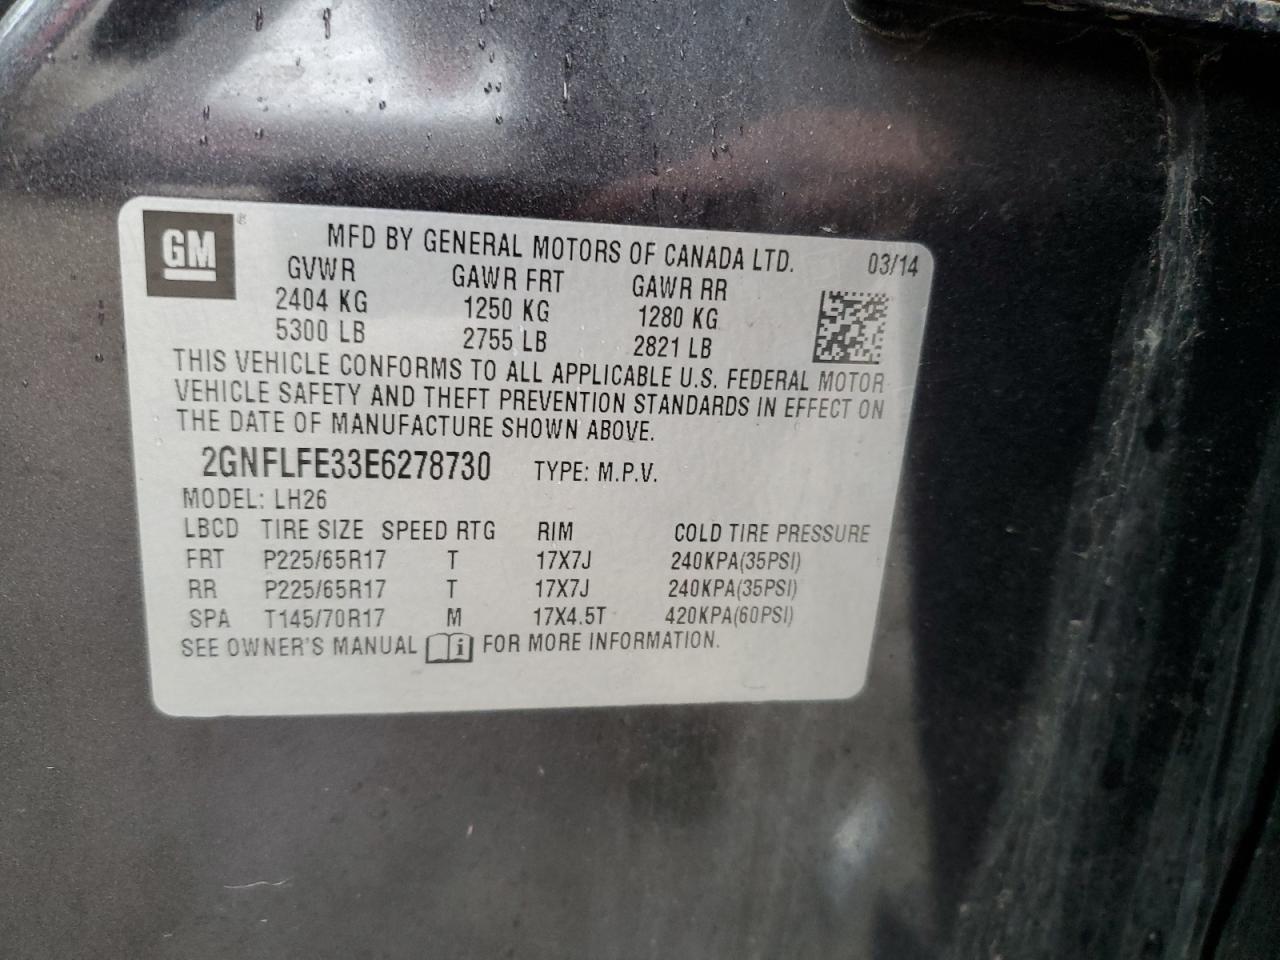 GM ®
MFD BY GENERAL MOTORS OF CANADA LTD. 03/14
GVWR GAWR FRT GAWR RR
2404 KG 1250 KG 1280 KG
5300 LB 2755 LB 2821 LB
THIS VEHICLE CONFORMS TO ALL APPLICABLE U.S. FEDERAL MOTOR
VEHICLE SAFETY AND THEFT PREVENTION STANDARDS IN EFFECT ON
THE DATE OF MANUFACTURE SHOWN ABOVE.
2GNFLFE33E6278730 TYPE: M.P.V.
MODEL: LH26
LBCD TIRE SIZE SPEED RTG RIM COLD TIRE PRESSURE
FRT P225/65R17 T 17X7J 240KPA(35PSI)
RR P225/65R17 T 17X7J 240KPA(35PSI)
SPA T145/70R17 M 17X4.5T 420KPA(60PSI)
SEE OWNER'S MANUAL i FOR MORE INFORMATION.